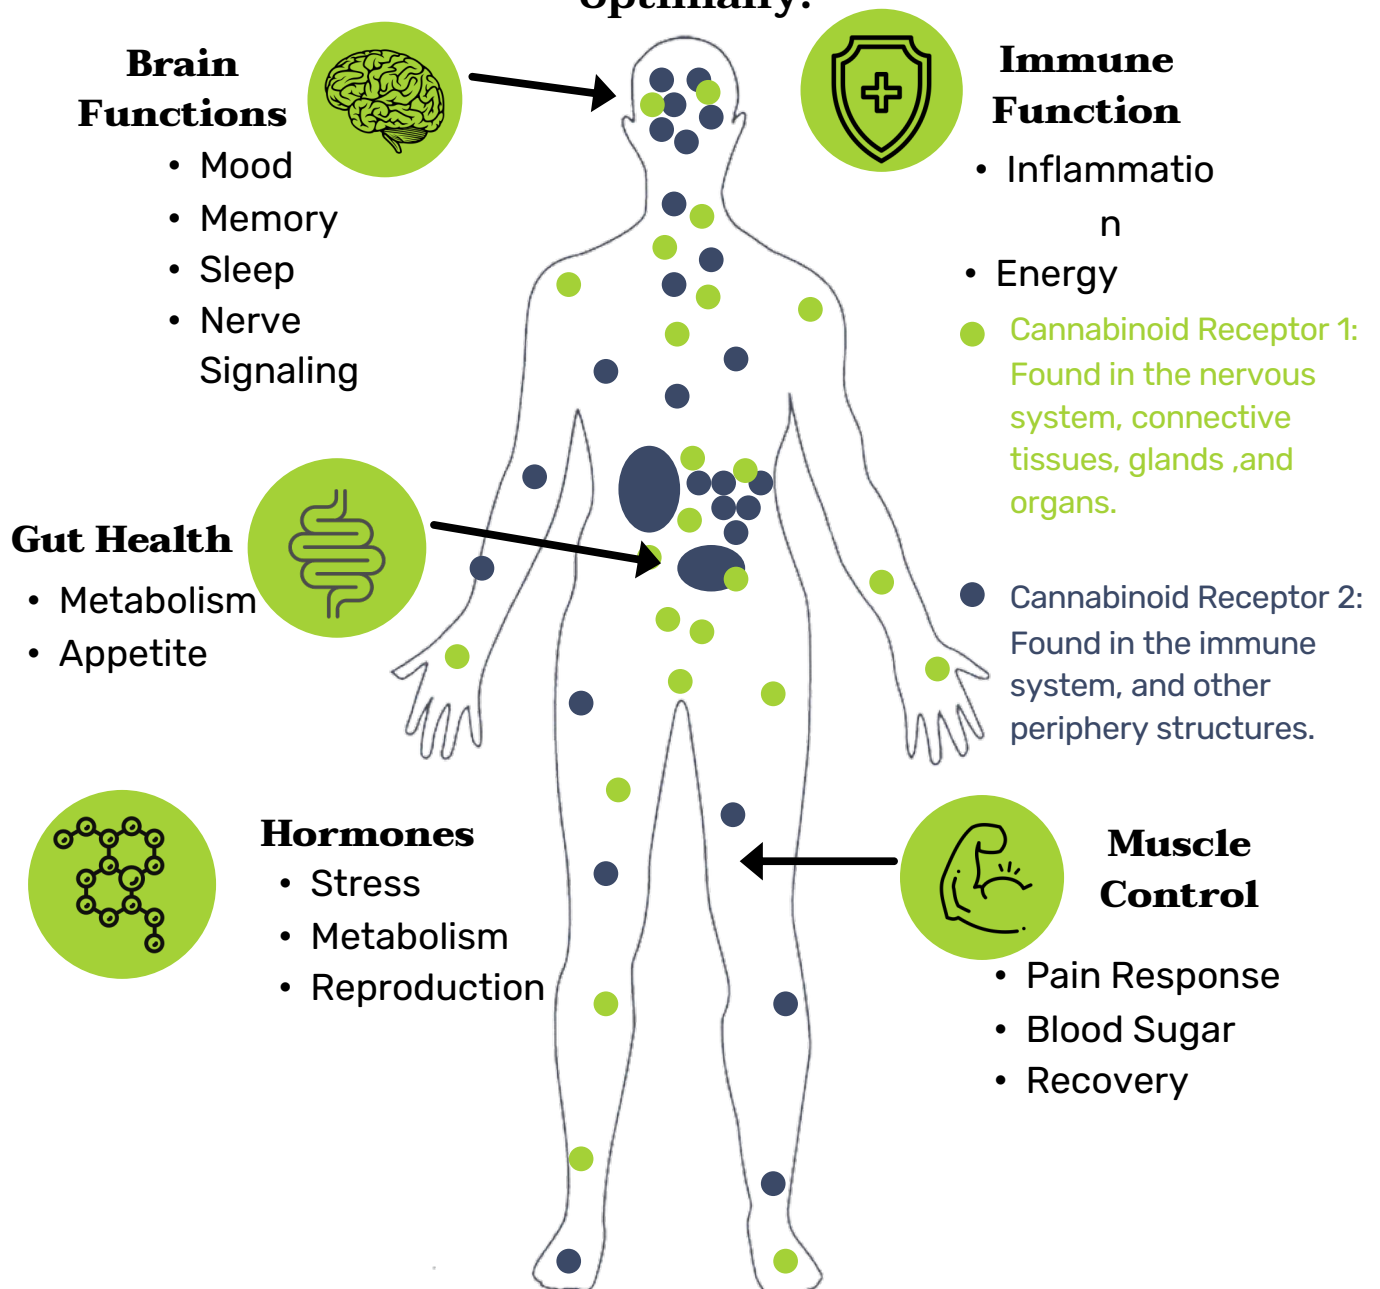 optimally.
Brain
Functions
• Mood
• Memory
• Sleep
• Nerve
Signaling
Immune
Function
• Inflammatio
n
• Energy
Cannabinoid Receptor 1:
Found in the nervous
system, connective
tissues, glands ,and
organs.
Gut Health
• Metabolism
• Appetite
Cannabinoid Receptor 2:
Found in the immune
system, and other
periphery structures.
Hormones
• Stress
• Metabolism
• Reproduction
Muscle
Control
• Pain Response
• Blood Sugar
• Recovery